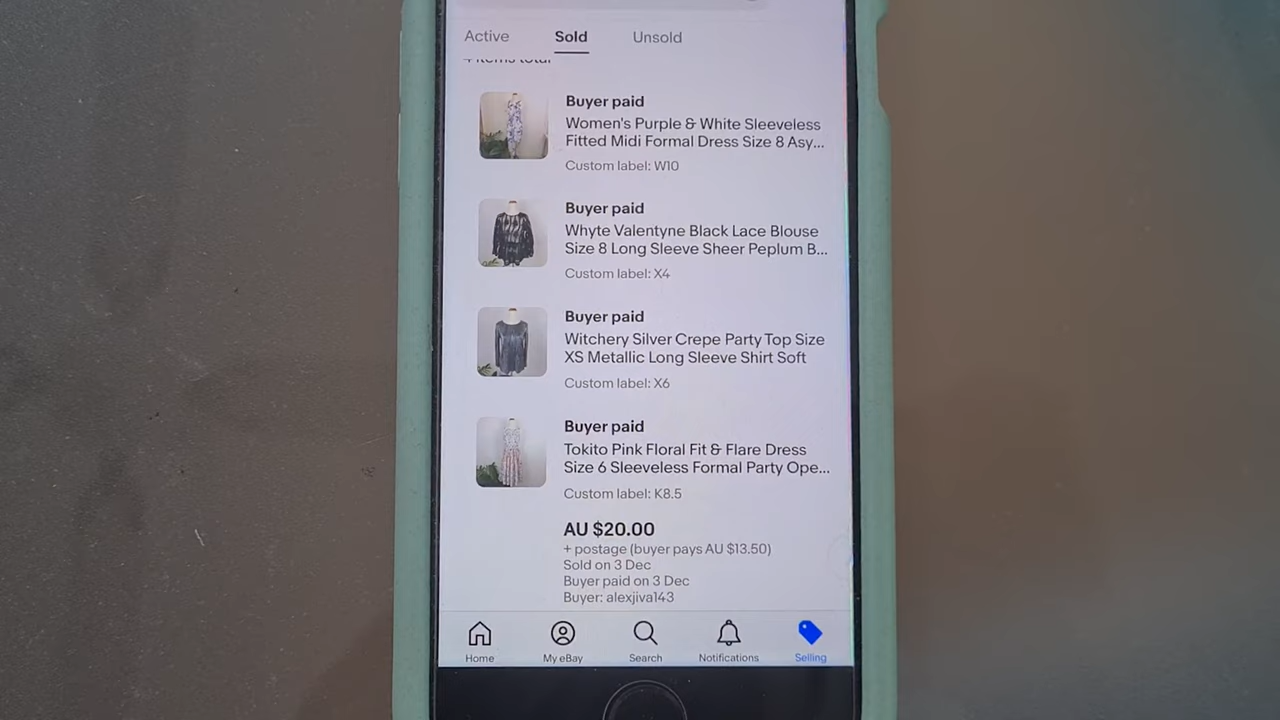 Active Sold Unsold
4 items total
Buyer paid
Women's Purple & White Sleeveless
Fitted Midi Formal Dress Size 8 Asy...
Custom label: W10
Buyer paid
Whyte Valentyne Black Lace Blouse
Size 8 Long Sleeve Sheer Peplum B...
Custom label: X4
Buyer paid
Witchery Silver Crepe Party Top Size
XS Metallic Long Sleeve Shirt Soft
Custom label: X6
Buyer paid
Tokito Pink Floral Fit & Flare Dress
Size 6 Sleeveless Formal Party Ope...
Custom label: K8.5
AU $20.00
+ postage (buyer pays AU $13.50)
Sold on 3 Dec
Buyer paid on 3 Dec
Buyer: alexjiva143
Home My eBay Search Notifications Selling